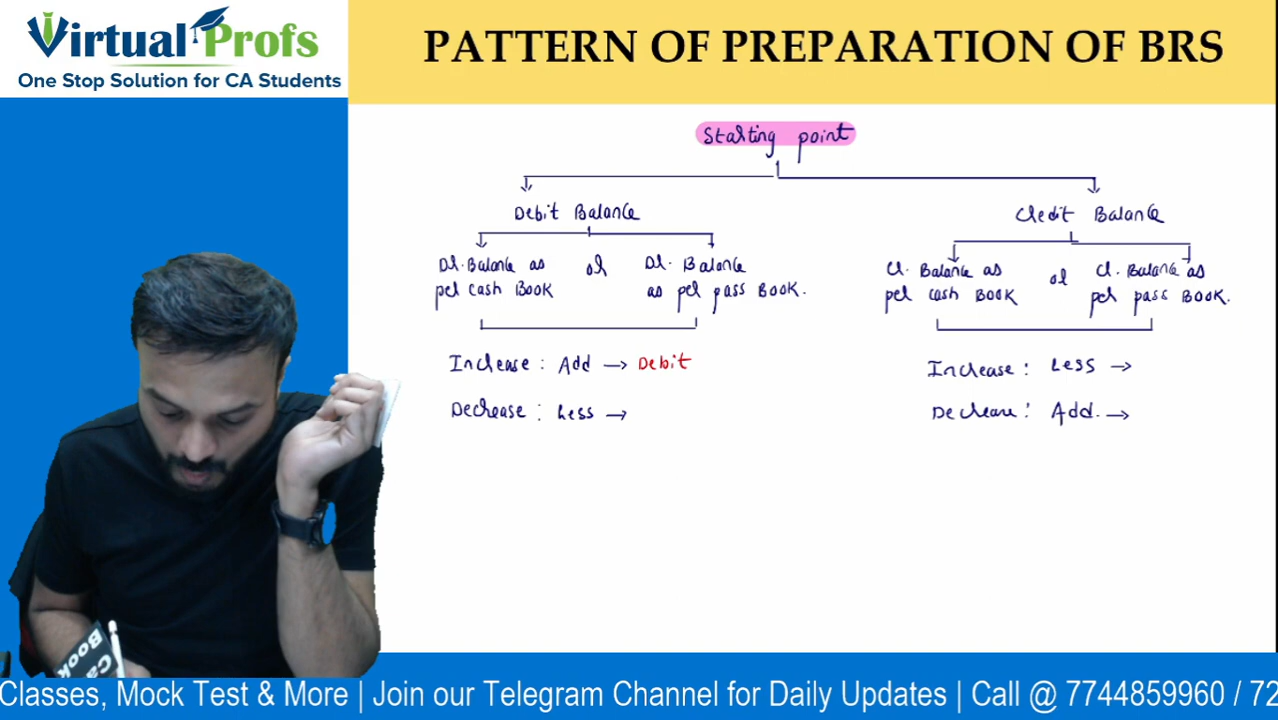 Virtual Profs
One Stop Solution for CA Students
PATTERN OF PREPARATION OF BRS
Starting point
Debit Balance
Credit Balance
Dr. Balance as
per cash Book
or
Dr. Balance
as per pass Book.
Cr. Balance as
per cash Book
or
Cr. Balance as
per pass Book.
Increase: Add → Debit
Decrease: Less →
Increase: Less →
Decrease: Add. →
Ca
Book
Classes, Mock Test & More | Join our Telegram Channel for Daily Updates | Call @ 7744859960 / 72